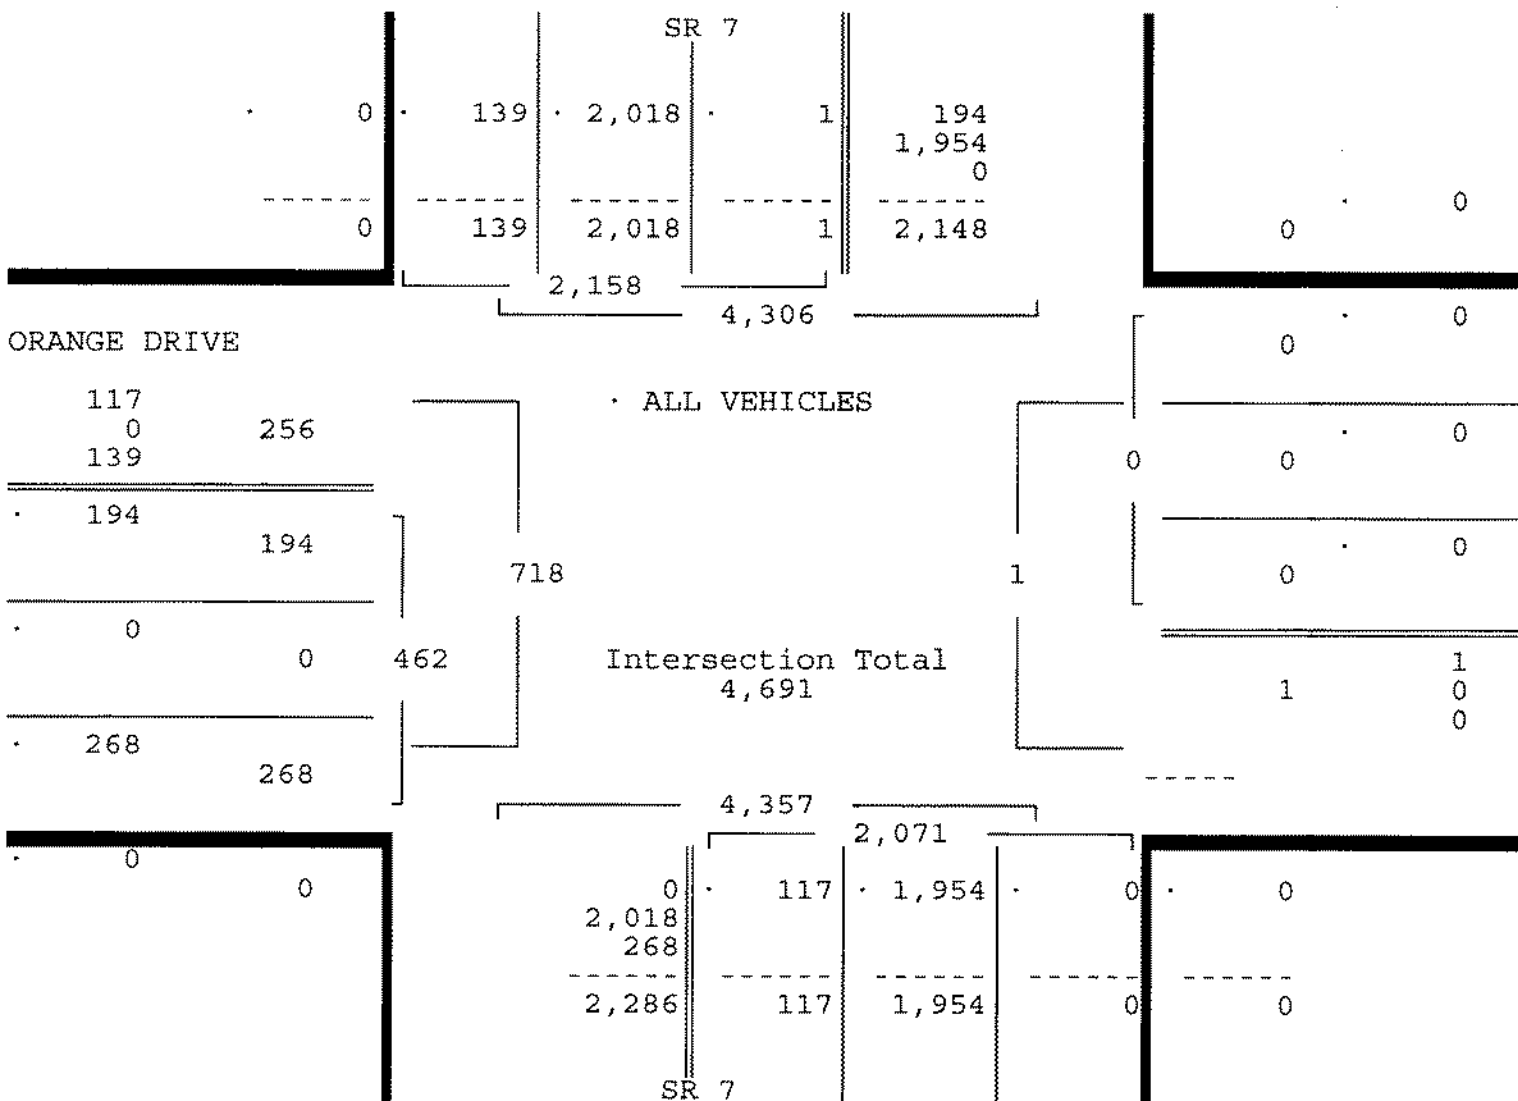 SR 7
0 139 2,018 1 194
1,954
0
0
0 139 2,018 1 2,148 0
2,158
4,306 0
ORANGE DRIVE 0
117 ALL VEHICLES
0 256 0
139 0 0
194
194 0
718 1 0
0
0 462 Intersection Total 1
4,691 1 0
0
268
268
4,357
2,071
0
0 0 117 1,954 0 0
2,018
268
2,286 117 1,954 0 0
SR 7